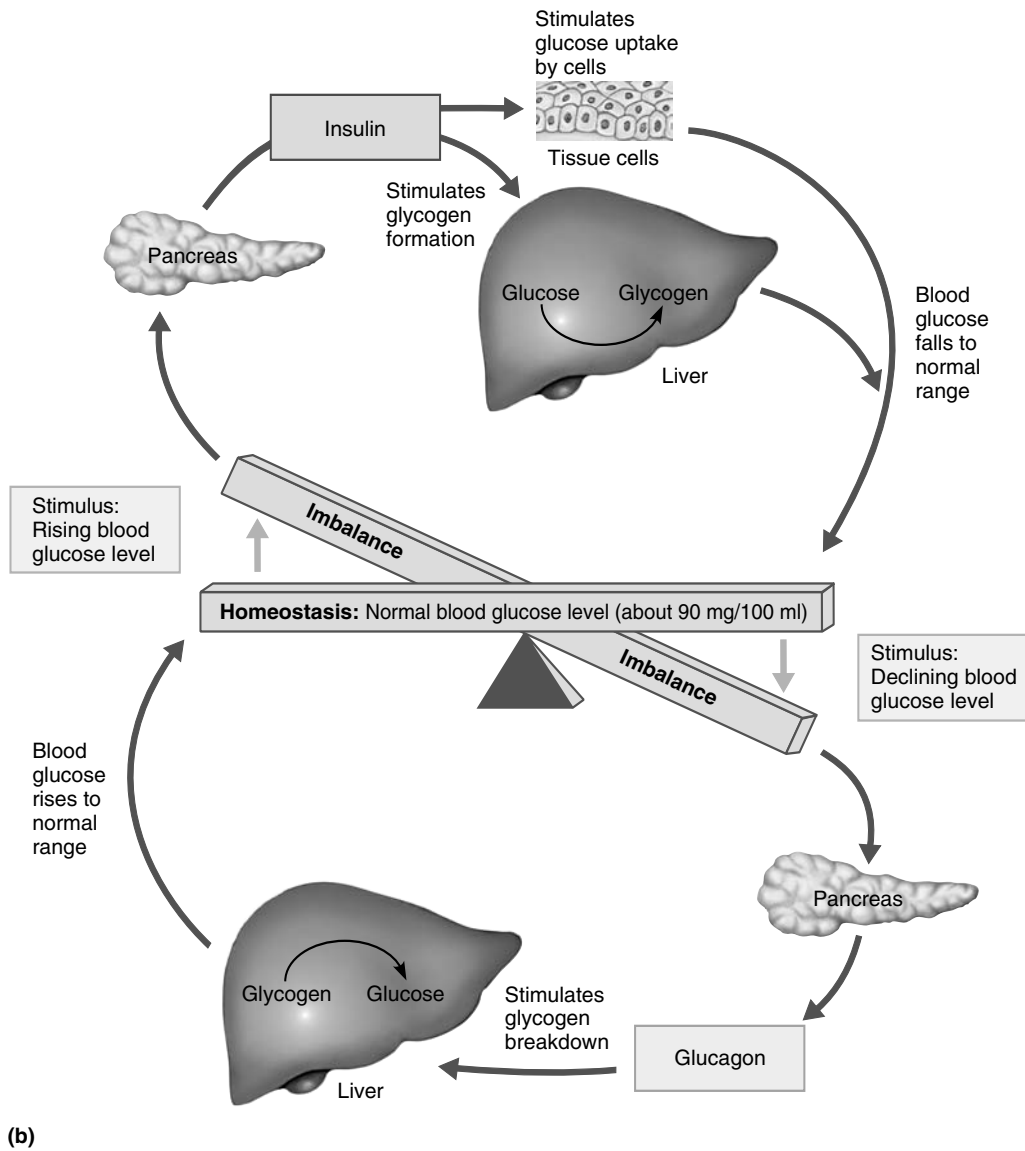 Stimulates
glucose uptake
by cells
Insulin
Tissue cells
Stimulates
glycogen
formation
Pancreas
Glucose
Glycogen
Liver
Blood
glucose
falls to
normal
range
Stimulus:
Rising blood
glucose level
Imbalance
Homeostasis: Normal blood glucose level (about 90 mg/100 ml)
Imbalance
Stimulus:
Declining blood
glucose level
Blood
glucose
rises to
normal
range
Pancreas
Glycogen
Glucose
Stimulates
glycogen
breakdown
Glucagon
Liver
(b)